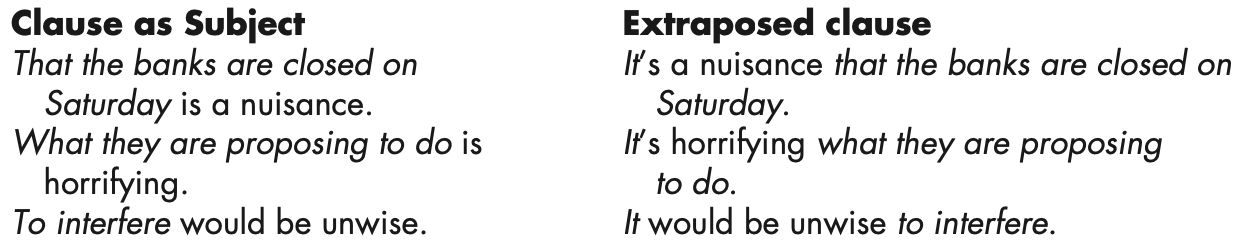 Clause as Subject
That the banks are closed on
Saturday is a nuisance.
What they are proposing to do is
horrifying.
To interfere would be unwise.
Extraposed clause
It's a nuisance that the banks are closed on
Saturday.
It's horrifying what they are proposing
to do.
It would be unwise to interfere.